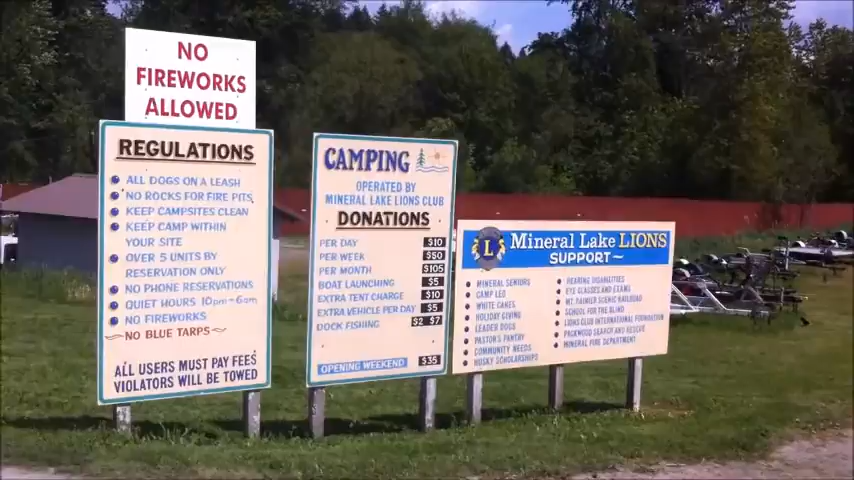 NO
FIREWORKS
ALLOWED
REGULATIONS
ALL DOGS ON A LEASH
NO ROCKS FOR FIRE PITS
KEEP CAMPSITES CLEAN
KEEP CAMP WITHIN
YOUR SITE
OVER 5 UNITS BY
RESERVATION ONLY
NO PHONE RESERVATIONS
QUIET HOURS 10pm-6am
NO FIREWORKS
~NO BLUE TARPS~
ALL USERS MUST PAY FEES
VIOLATORS WILL BE TOWED
CAMPING
OPERATED BY
MINERAL LAKE LIONS CLUB
DONATIONS
PER DAY $10
PER WEEK $50
PER MONTH $105
BOAT LAUNCHING $5
EXTRA TENT CHARGE $10
EXTRA VEHICLE PER DAY $5
DOCK FISHING $2 $7
OPENING WEEKEND $35
L
Mineral Lake LIONS
SUPPORT~
MINERAL SENIORS
CAMP LEO
WHITE CANES
HOLIDAY GIVING
LEADER DOGS
PASTOR'S PANTRY
COMMUNITY NEEDS
HUSKY SCHOLARSHIPS
HEARING DISABILITIES
EYE GLASSES AND EXAMS
MT. RAINIER SCENIC RAILROAD
SCHOOL FOR THE BLIND
LIONS CLUB INTERNATIONAL FOUNDATION
PACKWOOD SEARCH AND RESCUE
MINERAL FIRE DEPARTMENT